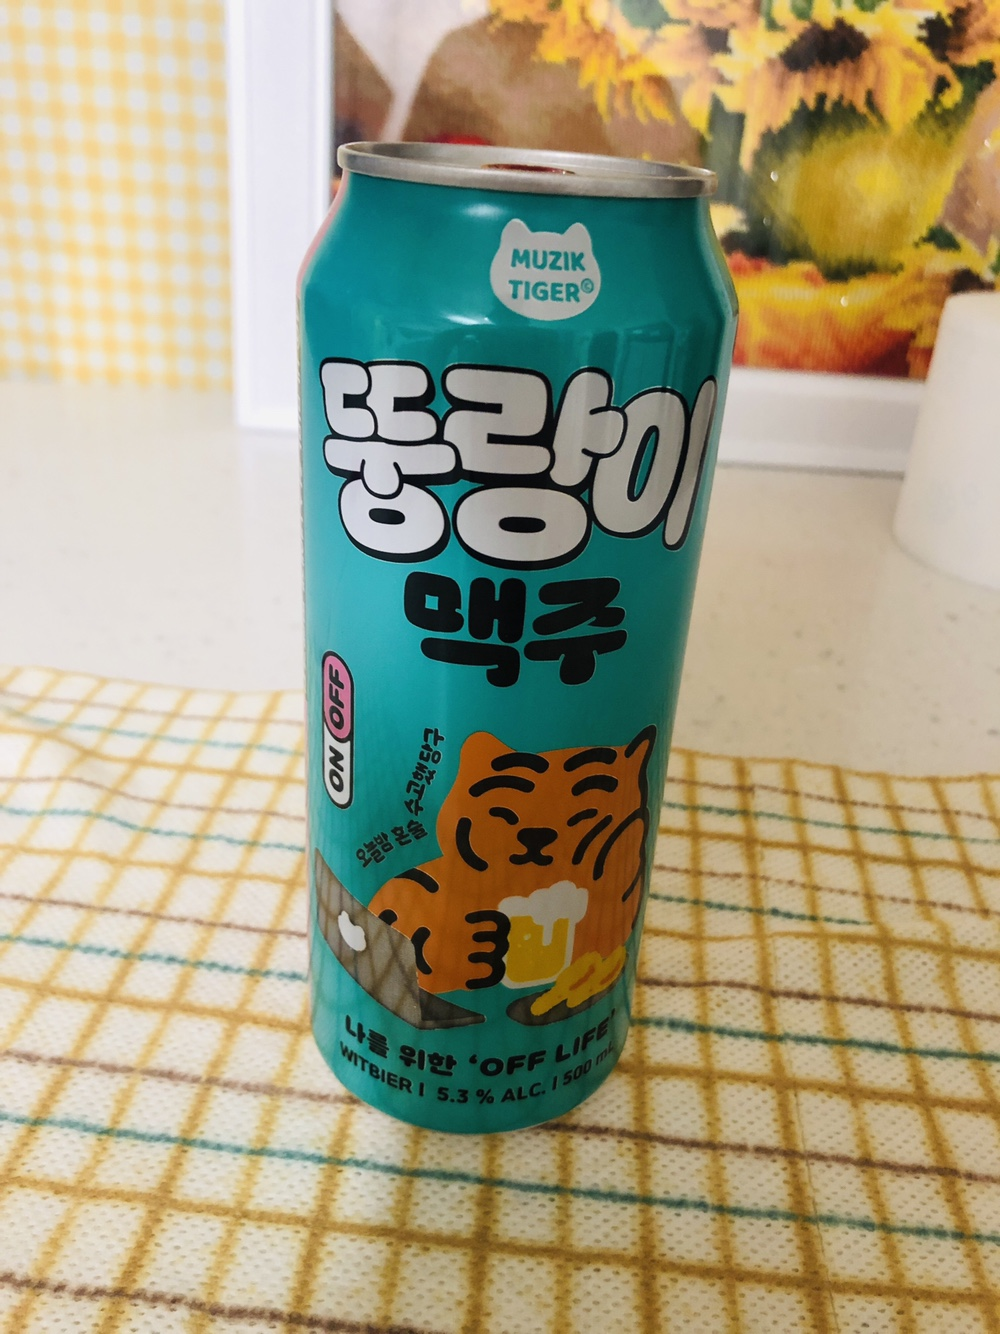 MUZIK
TIGER©
뚱랑이
맥주
ON OFF
오늘밤 혼술
수고했당구
나를 위한 ‘OFF LIFE’
WITBIER | 5.3 % ALC. | 500 mL